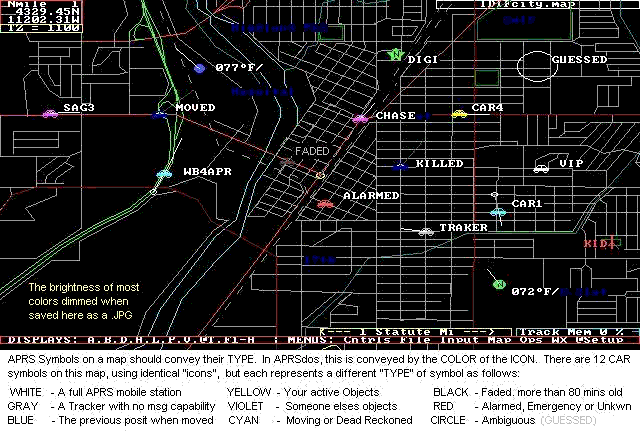 Nmile 1
4329.45N
11202.31W
TZ = 1100
IDIFcity.map
DIGI
GUESSED
077°F/
SAG3
MOVED
CHASE
CAR4
FADED
KILLED
VIP
WB4APR
ALARMED
CAR1
TRAKER
KID
The brightness of most
colors dimmed when
saved here as a .JPG
072°F/
<--- 1 Statute Mi --->
Track Mem 0 %
DISPLAYS: A,B,D,H,L,P,V,@T,F1-A : MENUS: Cntrls File Input Map Ops WX @Setup
APRS Symbols on a map should convey their TYPE. In APRSdos, this is conveyed by the COLOR of the ICON. There are 12 CAR
symbols on this map, using identical "icons", but each represents a different "TYPE" of symbol as follows:
WHITE - A full APRS mobile station YELLOW - Your active Objects BLACK - Faded, more than 80 mins old
GRAY - A Tracker with no msg capability VIOLET - Someone elses objects RED - Alarmed, Emergency or Unkwn
BLUE - The previous posit when moved CYAN - Moving or Dead Reckoned CIRCLE - Ambiguous (GUESSED)